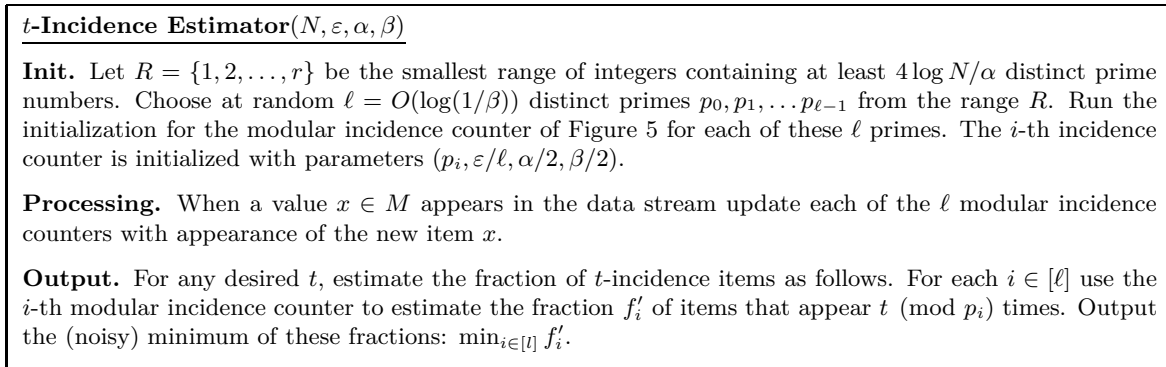 t-Incidence Estimator(N, ε, α, β)
Init. Let R = {1, 2, . . . , r} be the smallest range of integers containing at least 4 log N/α distinct prime
numbers. Choose at random ℓ = O(log(1/β)) distinct primes p₀, p₁, . . . pℓ₋₁ from the range R. Run the
initialization for the modular incidence counter of Figure 5 for each of these ℓ primes. The i-th incidence
counter is initialized with parameters (pᵢ, ε/ℓ, α/2, β/2).
Processing. When a value x ∈ M appears in the data stream update each of the ℓ modular incidence
counters with appearance of the new item x.
Output. For any desired t, estimate the fraction of t-incidence items as follows. For each i ∈ [ℓ] use the
i-th modular incidence counter to estimate the fraction f′ᵢ of items that appear t (mod pᵢ) times. Output
the (noisy) minimum of these fractions: minᵢ∈[l] f′ᵢ.